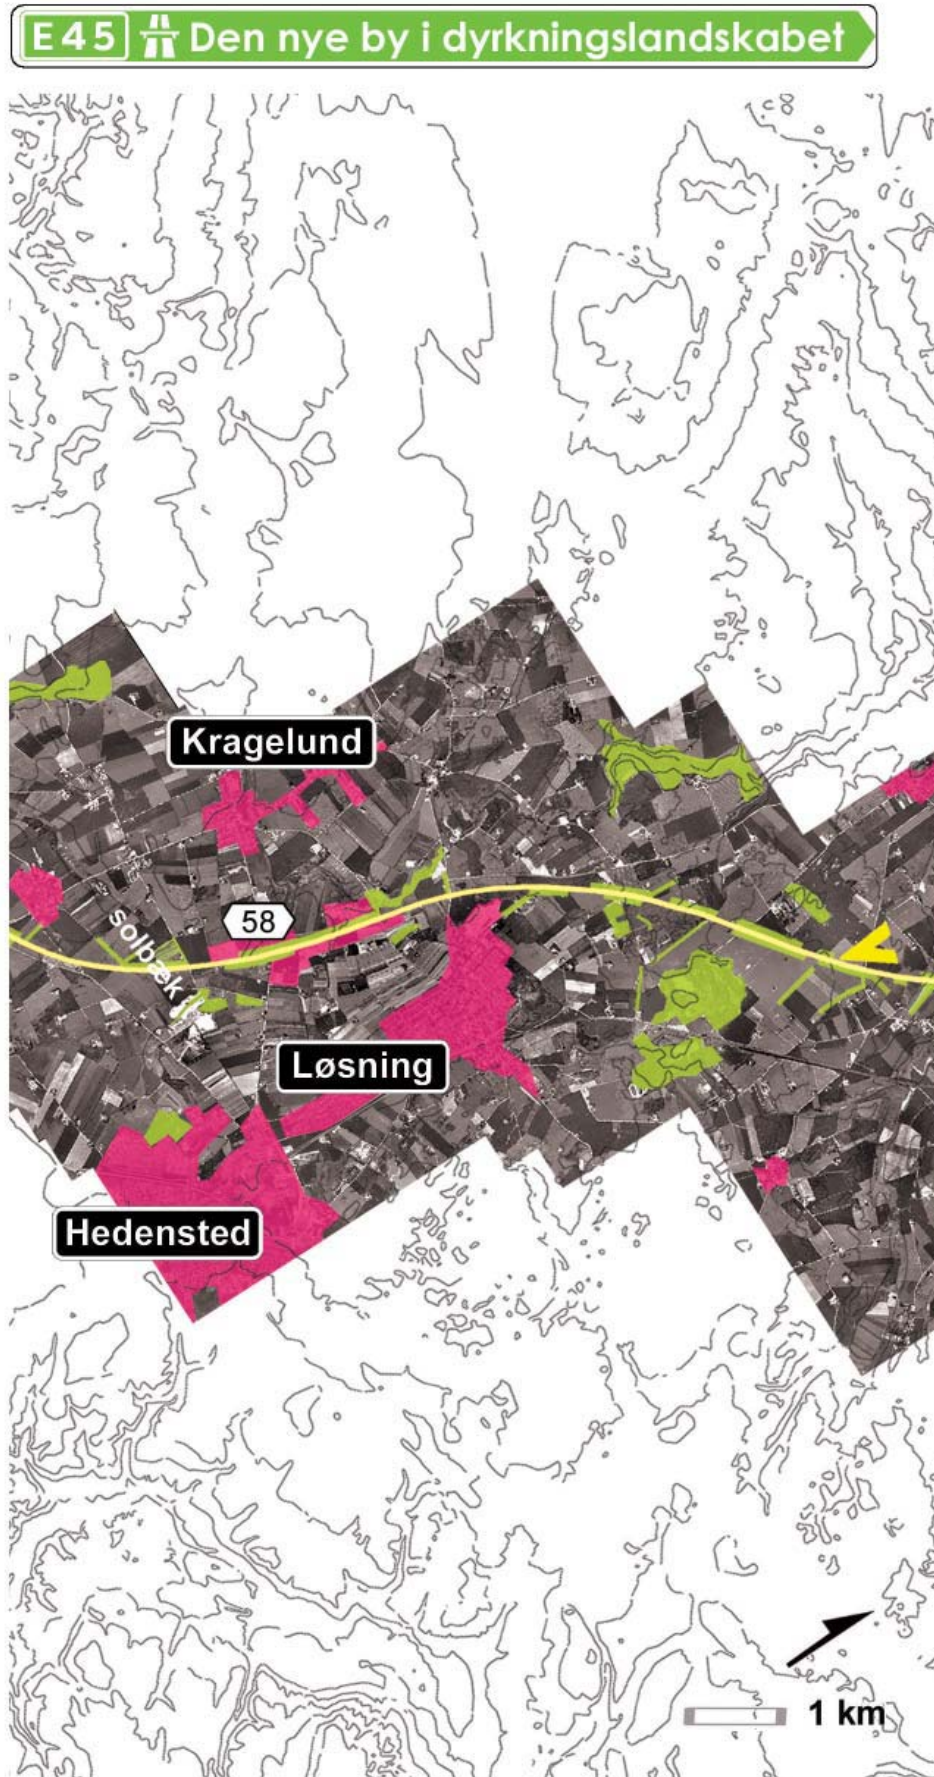 E45 Den nye by i dyrkningslandskabet
Kragelund
58
solbæk
Løsning
Hedensted
1 km